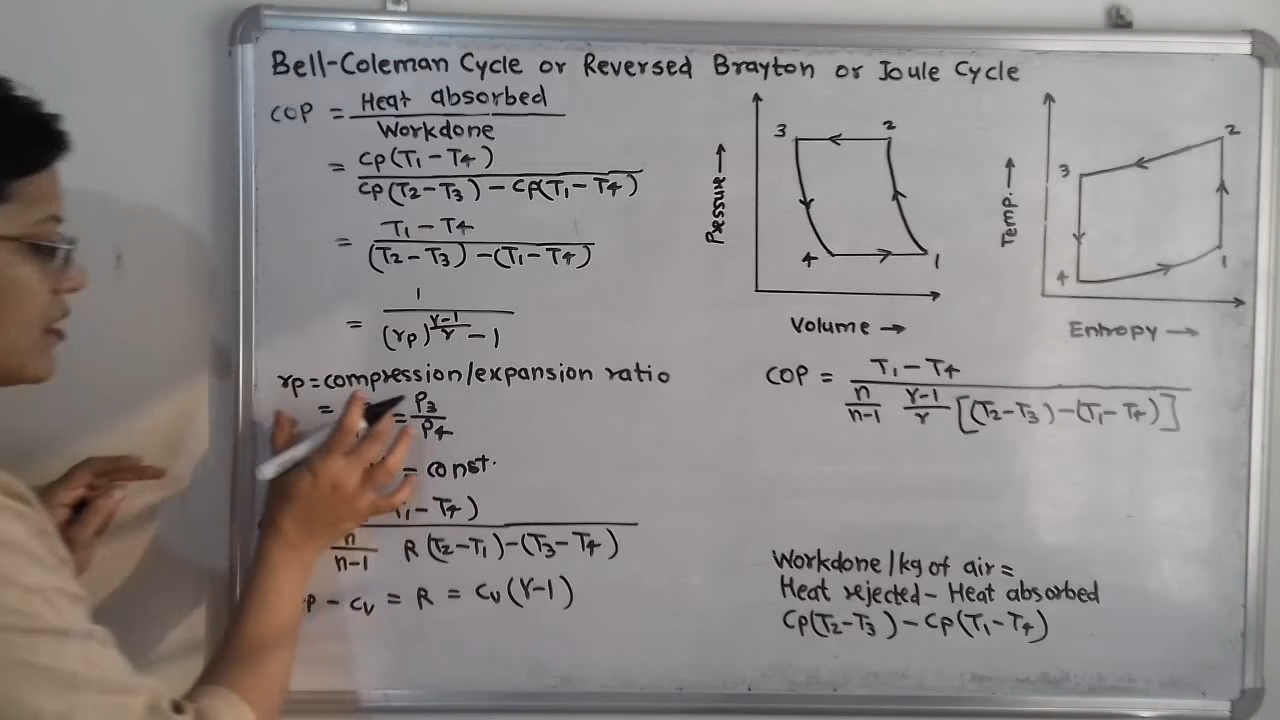 Bell-Coleman Cycle or Reversed Brayton or Joule Cycle
COP = Heat absorbed
Workdone
= Cp(T1 - T4)
Cp(T2 - T3) - Cp(T1 - T4)
= T1 - T4
(T2 - T3) - (T1 - T4)
= 1
(rp)^γ-1/γ - 1
rp = compression/expansion ratio
= = P3
P4
= const.
T1 - T4)
n
n-1 R(T2 - T1) - (T3 - T4)
P - Cv = R = Cv(γ-1)
Pressure →
3 2
4 1
Volume →
Temp. →
2
3
1
4
Entropy →
COP = T1 - T4
n γ-1
n-1 γ [(T2 - T3) - (T1 - T4)]
Workdone/kg of air =
Heat rejected - Heat absorbed
Cp(T2 - T3) - Cp(T1 - T4)